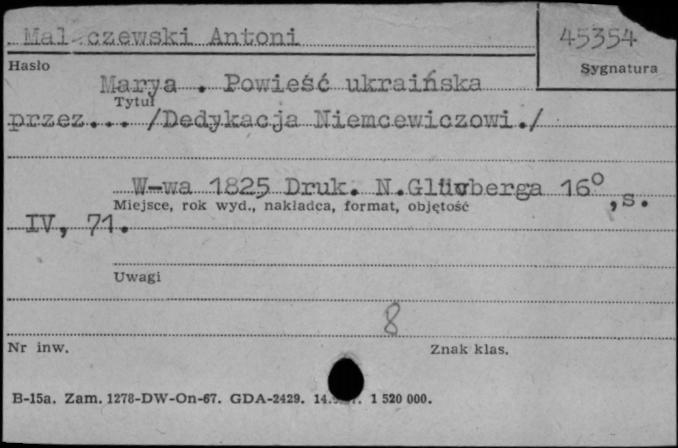 Malczewski Antoni
45354
Hasło
Sygnatura
Marya . Powieść ukraińska
Tytuł
przez... /Dedykacja Niemcewiczowi./
W-wa 1825 Druk. N.Glüvberga 16°, s.
Miejsce, rok wyd., nakładca, format, objętość
IV, 71.
Uwagi
8
Nr inw.
Znak klas.
B-15a. Zam. 1278-DW-On-67. GDA-2429. 1 520 000.